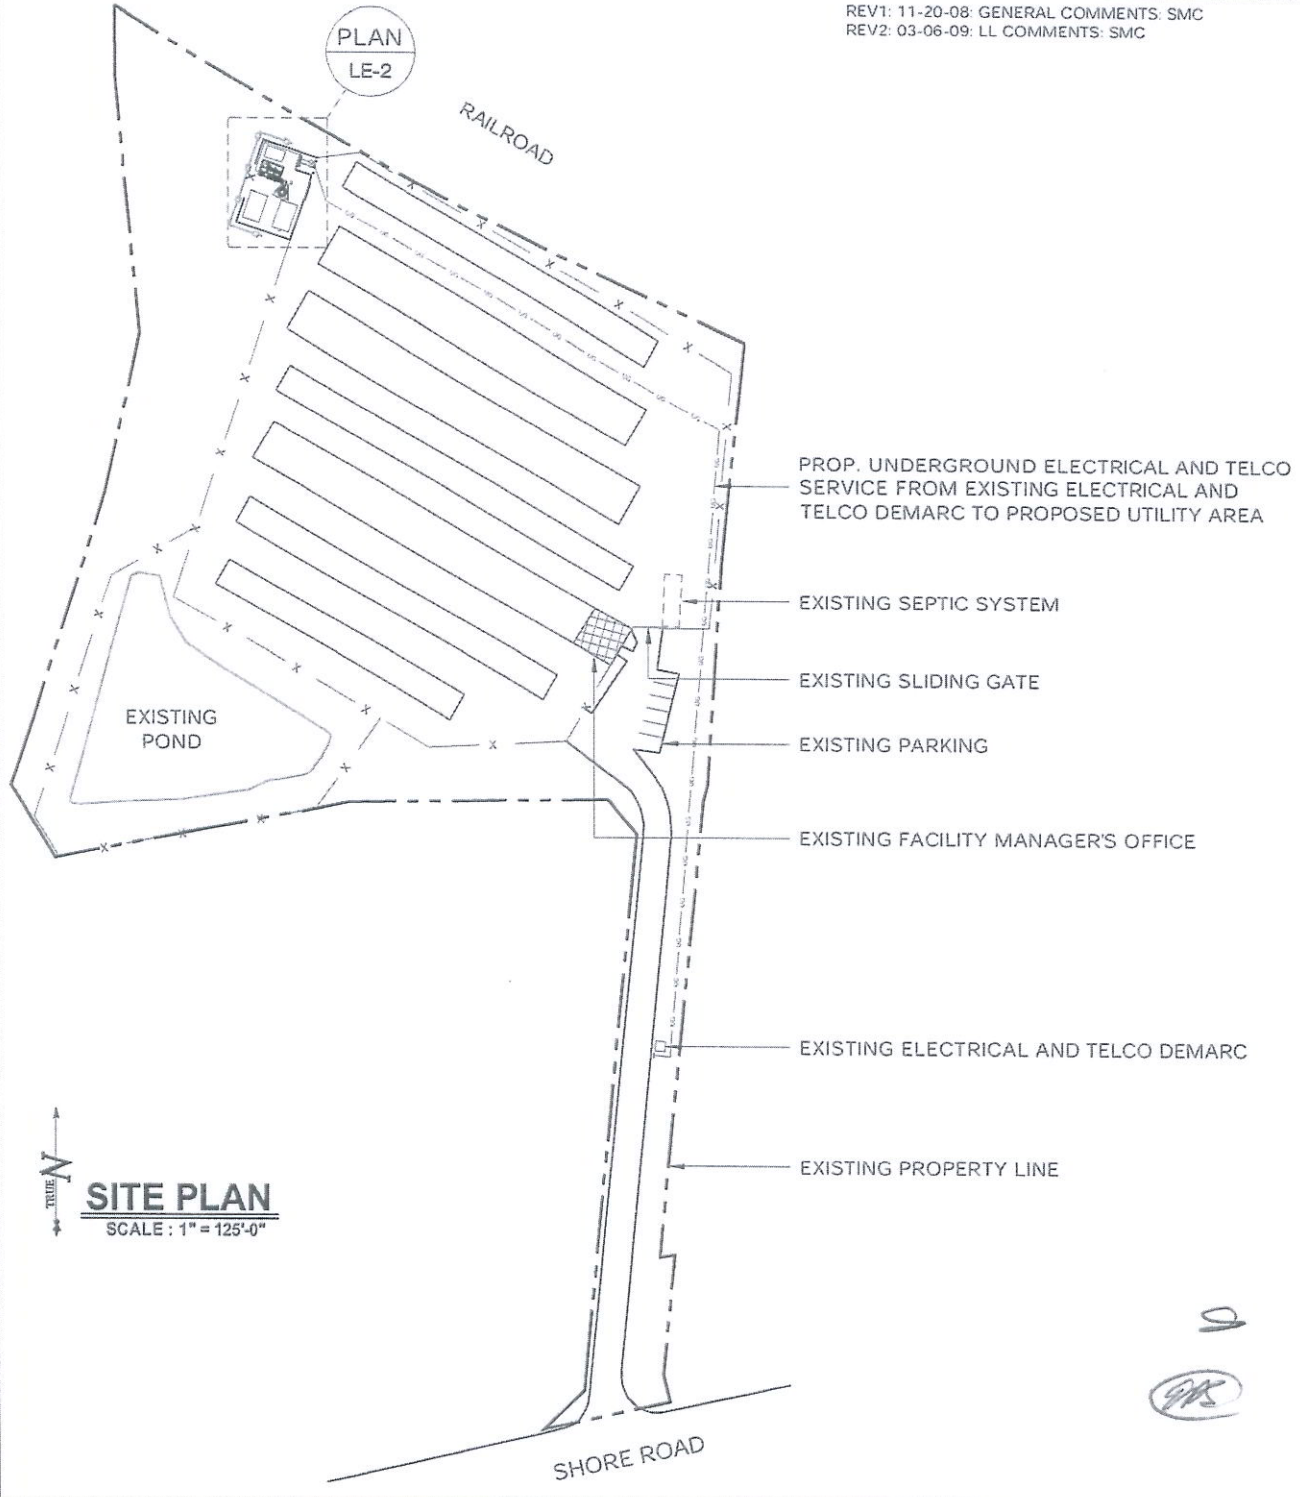 REV1: 11-20-08: GENERAL COMMENTS: SMC
REV2: 03-06-09: LL COMMENTS: SMC
PLAN
LE-2
RAILROAD
PROP. UNDERGROUND ELECTRICAL AND TELCO
SERVICE FROM EXISTING ELECTRICAL AND
TELCO DEMARC TO PROPOSED UTILITY AREA
EXISTING SEPTIC SYSTEM
EXISTING SLIDING GATE
EXISTING
POND
EXISTING PARKING
EXISTING FACILITY MANAGER'S OFFICE
EXISTING ELECTRICAL AND TELCO DEMARC
EXISTING PROPERTY LINE
TRUE N
SITE PLAN
SCALE : 1" = 125'-0"
SHORE ROAD